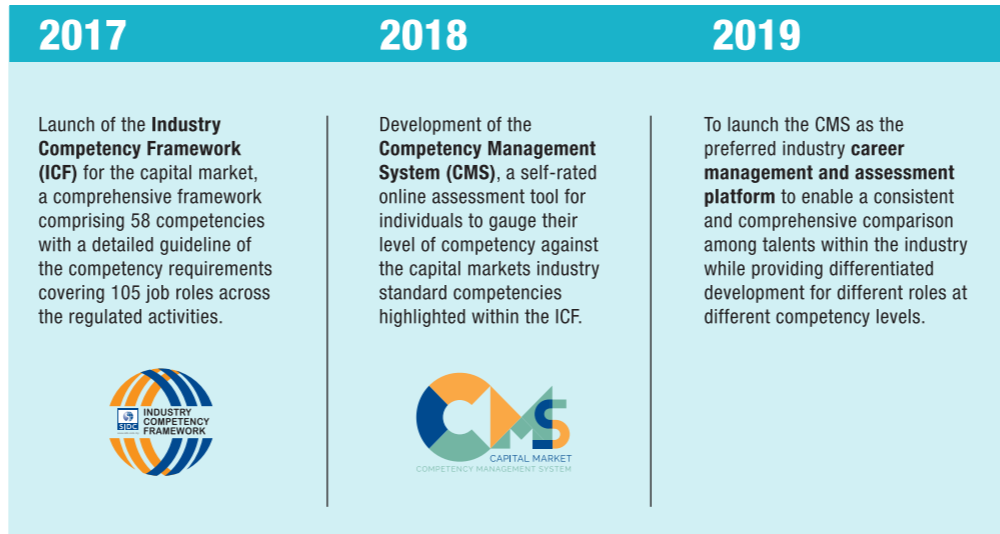 2017
Launch of the Industry
Competency Framework
(ICF) for the capital market,
a comprehensive framework
comprising 58 competencies
with a detailed guideline of
the competency requirements
covering 105 job roles across
the regulated activities.
SIDC
INDUSTRY
COMPETENCY
FRAMEWORK
2018
Development of the
Competency Management
System (CMS), a self-rated
online assessment tool for
individuals to gauge their
level of competency against
the capital markets industry
standard competencies
highlighted within the ICF.
CMS
CAPITAL MARKET
COMPETENCY MANAGEMENT SYSTEM
2019
To launch the CMS as the
preferred industry career
management and assessment
platform to enable a consistent
and comprehensive comparison
among talents within the industry
while providing differentiated
development for different roles at
different competency levels.